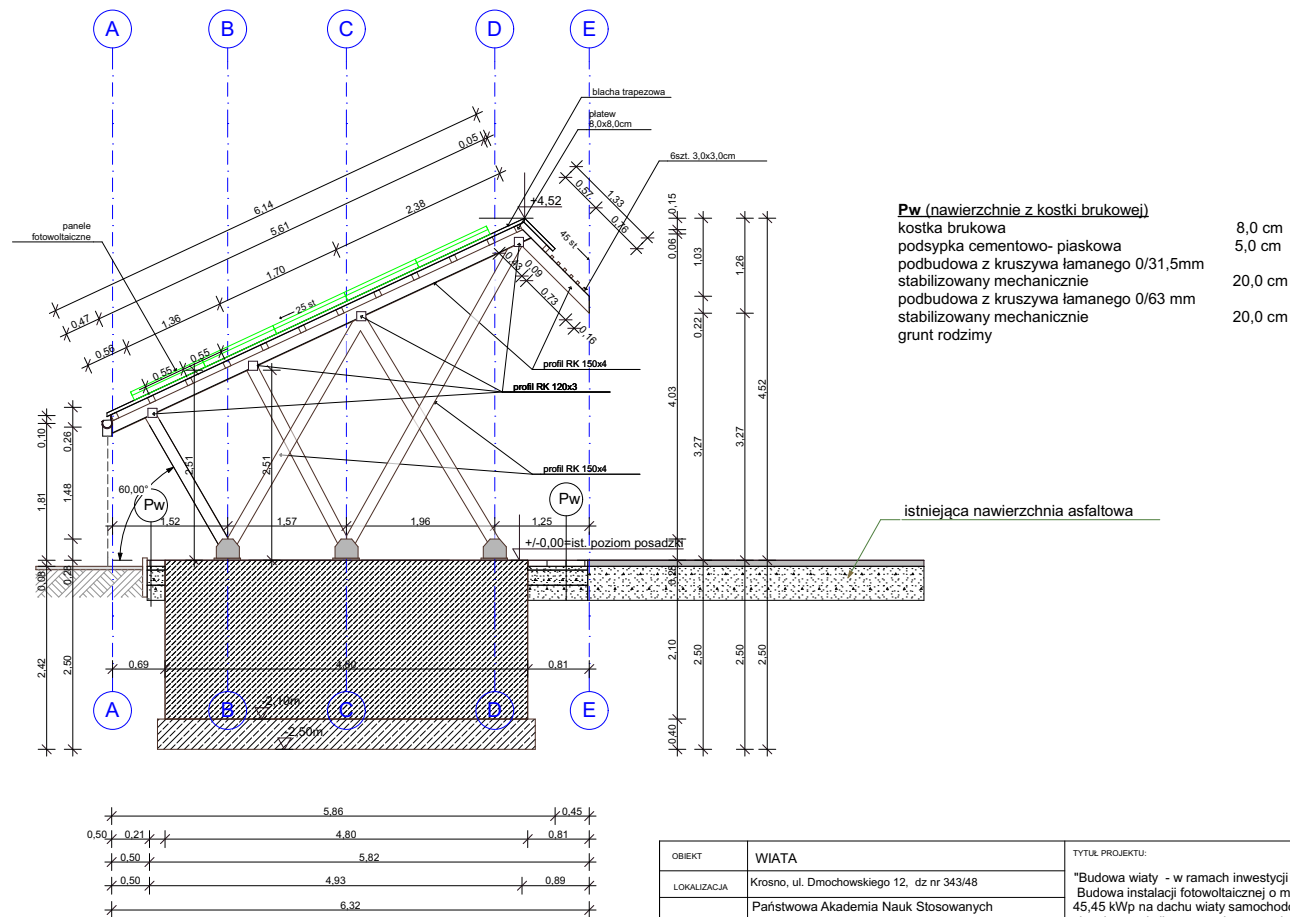 A B C D E
blacha trapezowa
płatew
8,0x8,0cm
6szt. 3,0x3,0cm
panele
fotowoltaiczne
6,14
0,05
5,61
2,38
1,70
0,47
1,36
0,56
0,55
0,55
25 st
+4,52
0,57
1,33
0,76
45 st
0,09
0,73
0,16
profil RK 150x4
profil RK 120x3
profil RK 150x4
0,15
0,06
1,03
1,26
0,22
4,03
3,27
3,27
4,52
0,10
0,26
1,81
1,48
2,51
2,51
60,00°
Pw
Pw
1,52
1,57
1,96
1,25
+/-0,00=ist. poziom posadzki
istniejąca nawierzchnia asfaltowa
0,08
0,28
0,28
2,42
2,50
2,10
2,50
2,50
2,50
0,40
0,69
4,80
0,81
-2,10m
-2,50m
A B C D E
Pw (nawierzchnie z kostki brukowej)
kostka brukowa 8,0 cm
podsypka cementowo- piaskowa 5,0 cm
podbudowa z kruszywa łamanego 0/31,5mm
stabilizowany mechanicznie 20,0 cm
podbudowa z kruszywa łamanego 0/63 mm
stabilizowany mechanicznie 20,0 cm
grunt rodzimy
5,86 0,45
0,50 0,21 4,80 0,81
0,50 5,82
0,50 4,93 0,89
6,32
OBIEKT WIATA
LOKALIZACJA Krosno, ul. Dmochowskiego 12, dz nr 343/48
Państwowa Akademia Nauk Stosowanych
TYTUŁ PROJEKTU:
"Budowa wiaty - w ramach inwestycji
Budowa instalacji fotowoltaicznej o m
45,45 kWp na dachu wiaty samochodo